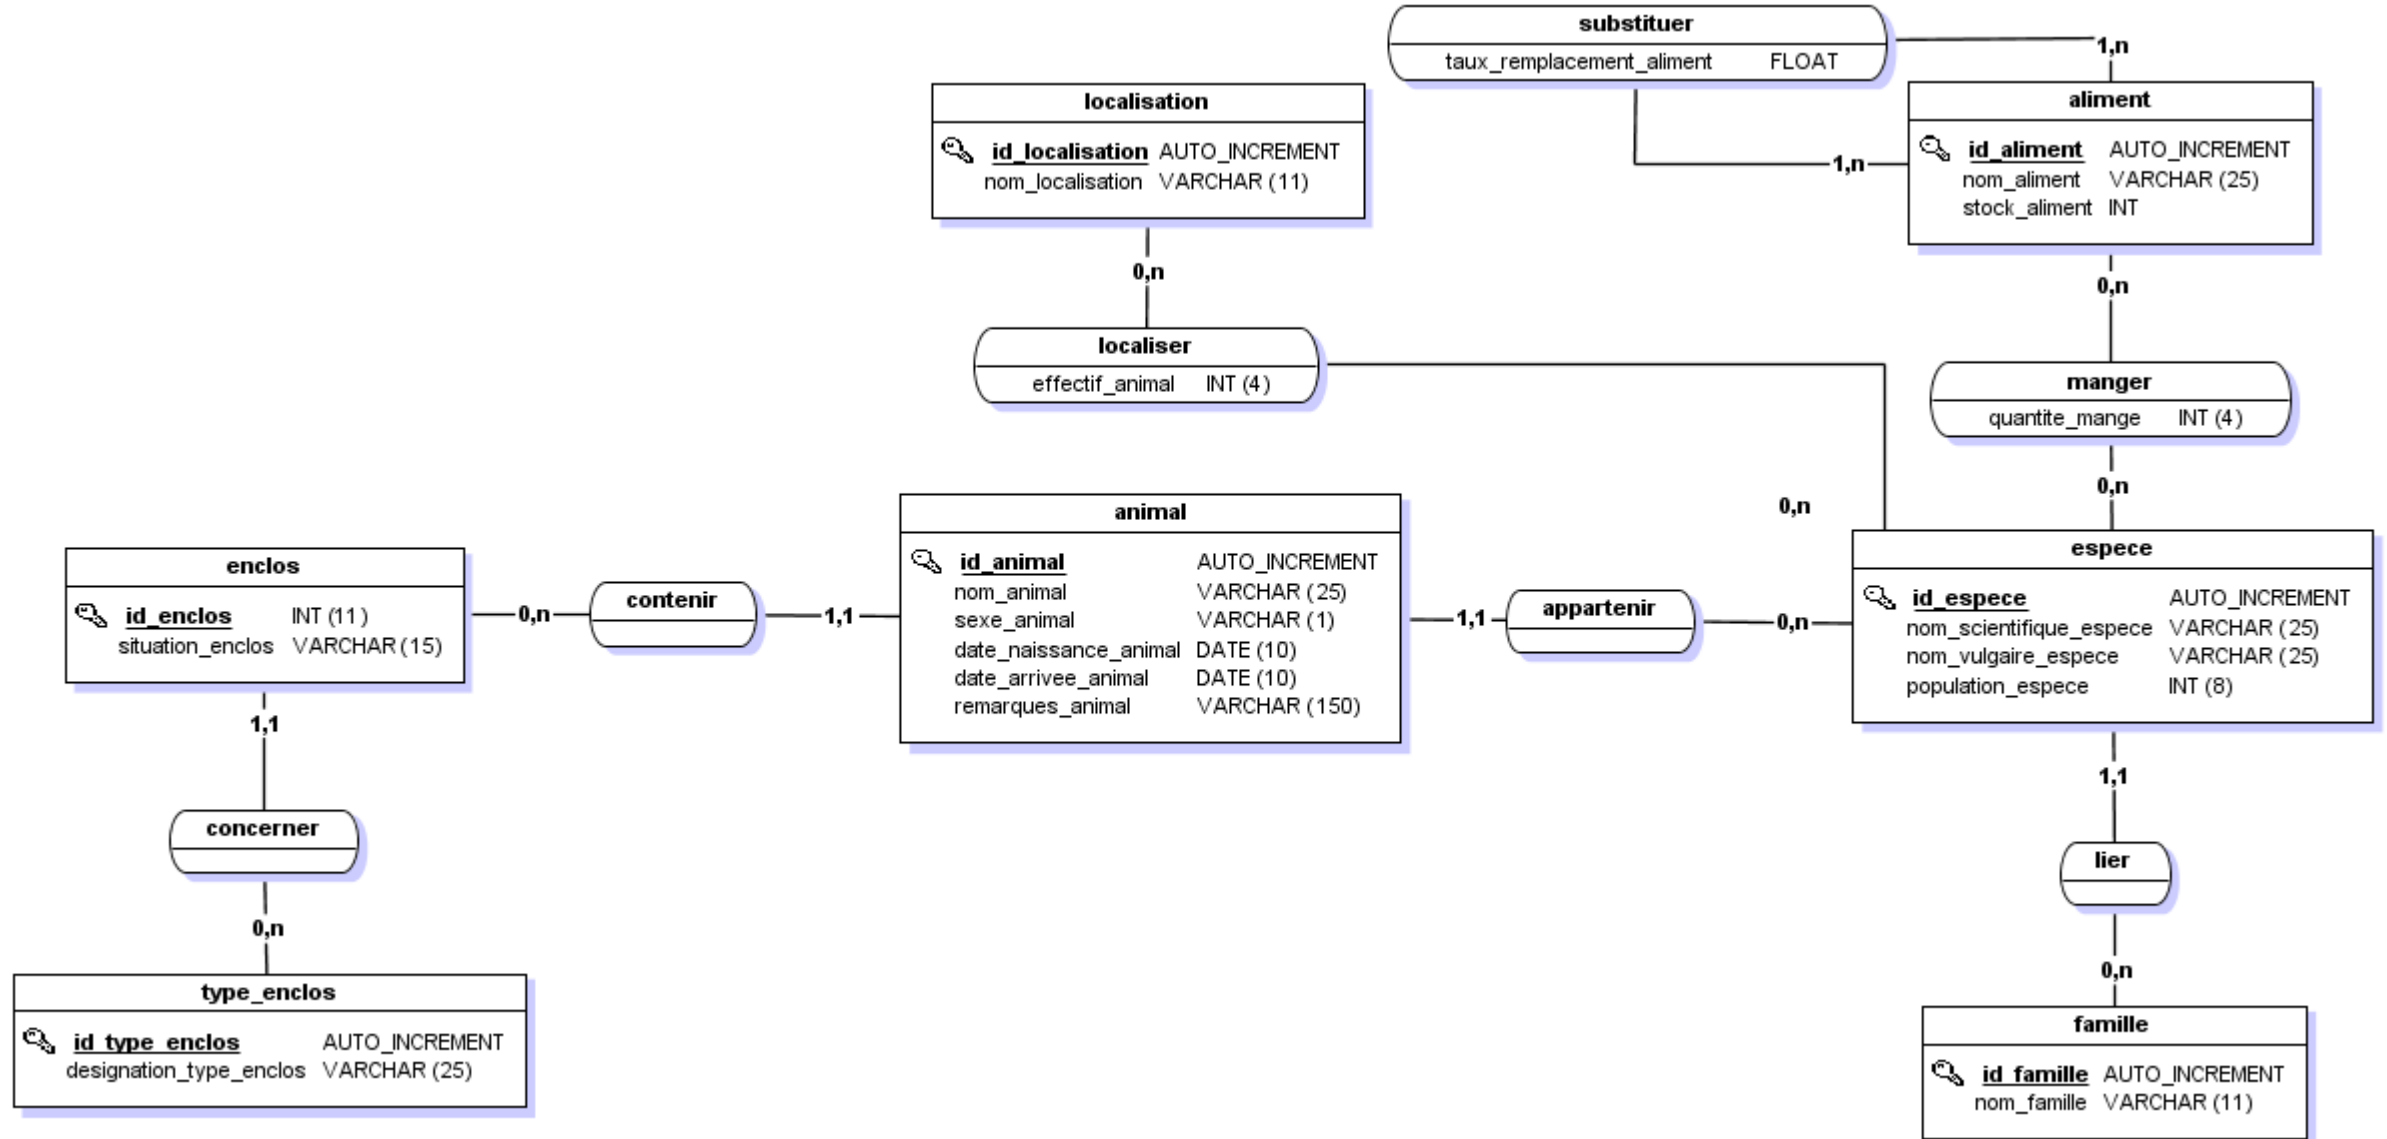 substituer
taux_remplacement_aliment FLOAT
1,n
1,n
localisation
id_localisation AUTO_INCREMENT
nom_localisation VARCHAR (11)
aliment
id_aliment AUTO_INCREMENT
nom_aliment VARCHAR (25)
stock_aliment INT
0,n
0,n
localiser
effectif_animal INT (4)
manger
quantite_mange INT (4)
0,n
0,n
enclos
id_enclos INT (11)
situation_enclos VARCHAR (15)
0,n
contenir
1,1
animal
id_animal AUTO_INCREMENT
nom_animal VARCHAR (25)
sexe_animal VARCHAR (1)
date_naissance_animal DATE (10)
date_arrivee_animal DATE (10)
remarques_animal VARCHAR (150)
1,1
appartenir
0,n
espece
id_espece AUTO_INCREMENT
nom_scientifique_espece VARCHAR (25)
nom_vulgaire_espece VARCHAR (25)
population_espece INT (8)
1,1
concerner
0,n
1,1
lier
0,n
type_enclos
id_type_enclos AUTO_INCREMENT
designation_type_enclos VARCHAR (25)
famille
id_famille AUTO_INCREMENT
nom_famille VARCHAR (11)